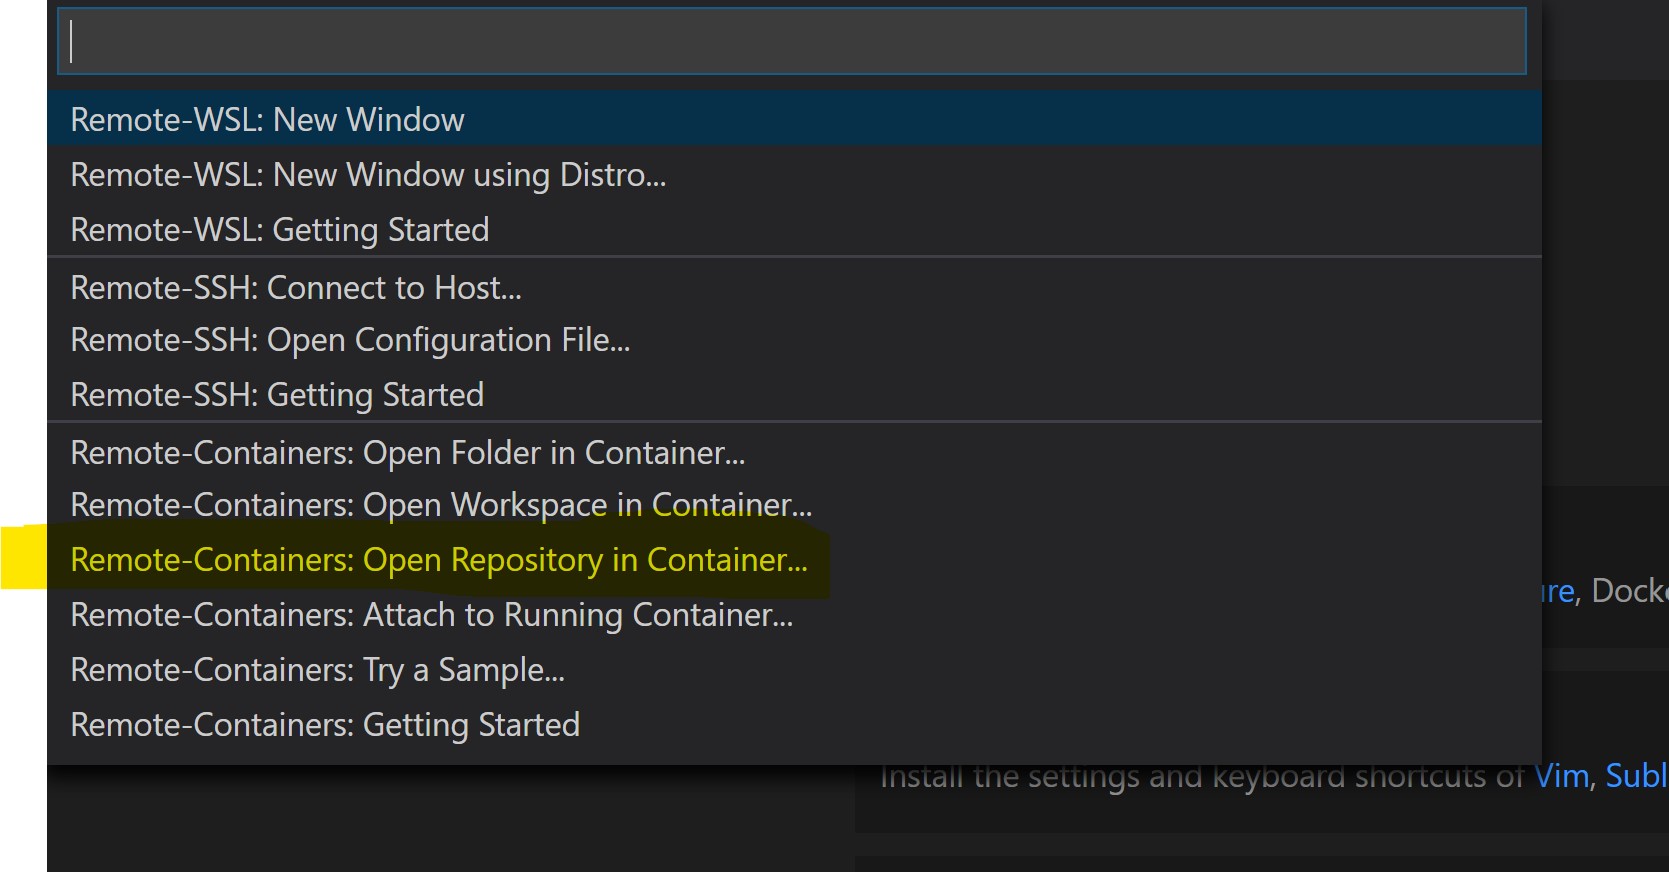 Remote-WSL: New Window
Remote-WSL: New Window using Distro...
Remote-WSL: Getting Started
Remote-SSH: Connect to Host...
Remote-SSH: Open Configuration File...
Remote-SSH: Getting Started
Remote-Containers: Open Folder in Container...
Remote-Containers: Open Workspace in Container...
Remote-Containers: Open Repository in Container...
Remote-Containers: Attach to Running Container...
Remote-Containers: Try a Sample...
Remote-Containers: Getting Started
Install the settings and keyboard shortcuts of Vim,